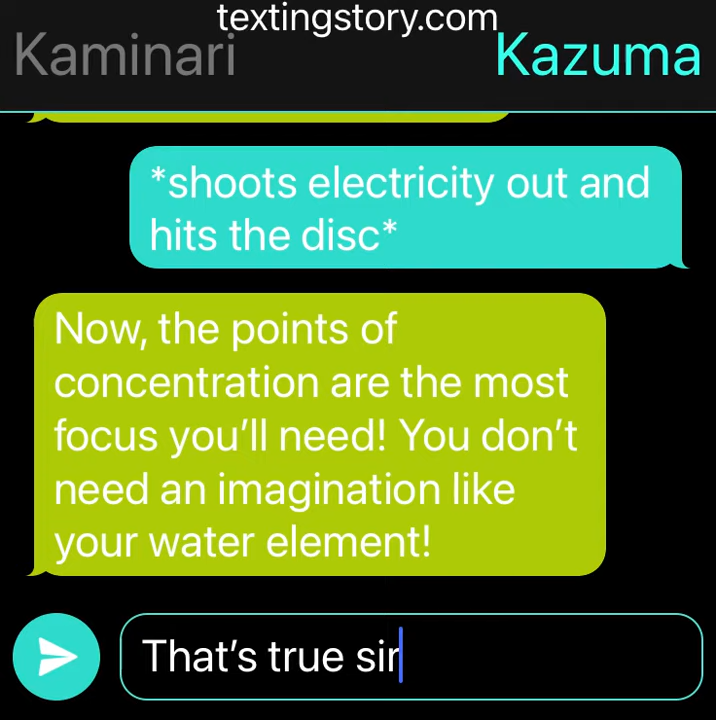 textingstory.com
Kaminari
Kazuma
*shoots electricity out and
hits the disc*
Now, the points of
concentration are the most
focus you’ll need! You don’t
need an imagination like
your water element!
That’s true sir